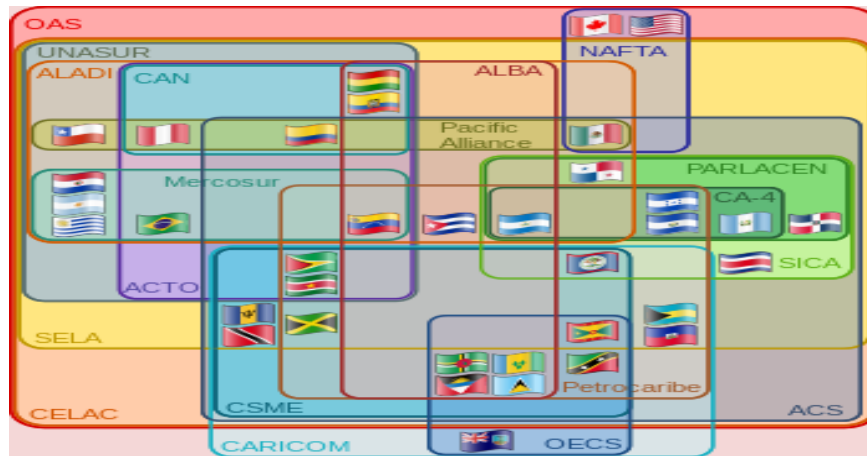 OAS
UNASUR
NAFTA
ALADI
CAN
ALBA
Pacific
Alliance
PARLACEN
Mercosur
CA-4
SICA
ACTO
SELA
Petrocaribe
CELAC
CSME
ACS
CARICOM
OECS